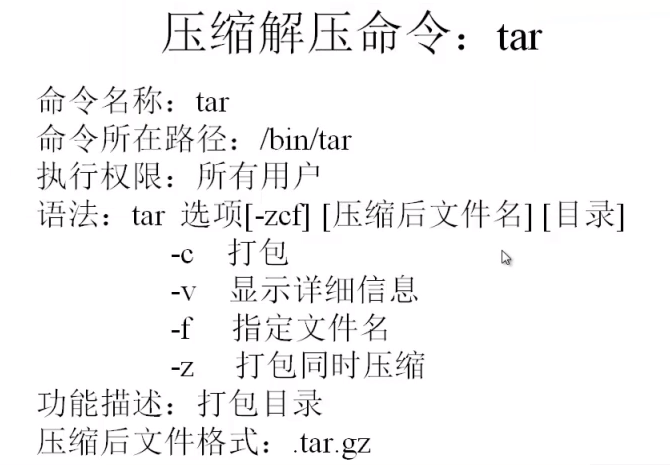 压缩解压命令：tar
命令名称：tar
命令所在路径：/bin/tar
执行权限：所有用户
语法：tar 选项[-zcf] [压缩后文件名] [目录]
-c 打包
-v 显示详细信息
-f 指定文件名
-z 打包同时压缩
功能描述：打包目录
压缩后文件格式：.tar.gz